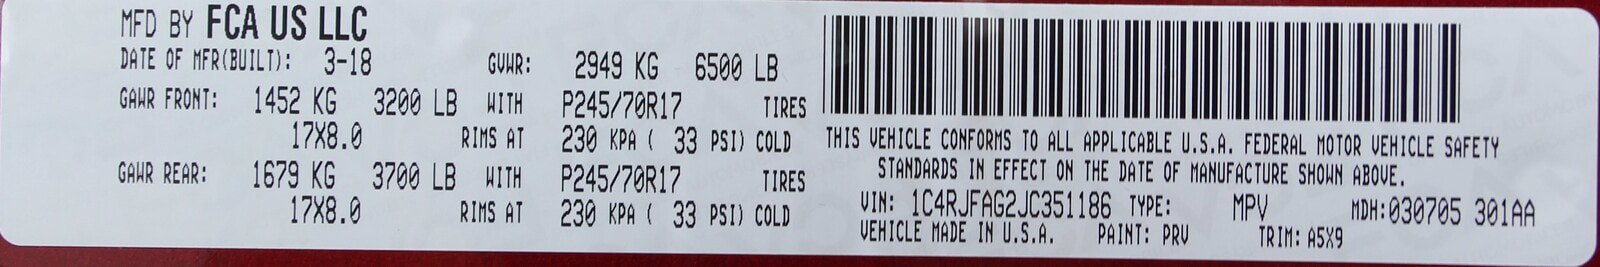 MFD BY FCA US LLC
DATE OF MFR(BUILT): 3-18 GVWR: 2949 KG 6500 LB
GAWR FRONT: 1452 KG 3200 LB WITH P245/70R17 TIRES
17X8.0 RIMS AT 230 KPA ( 33 PSI) COLD
GAWR REAR: 1679 KG 3700 LB WITH P245/70R17 TIRES
17X8.0 RIMS AT 230 KPA ( 33 PSI) COLD
THIS VEHICLE CONFORMS TO ALL APPLICABLE U.S.A. FEDERAL MOTOR VEHICLE SAFETY
STANDARDS IN EFFECT ON THE DATE OF MANUFACTURE SHOWN ABOVE.
VIN: 1C4RJFAG2JC351186 TYPE: MPV MDH:030705 301AA
VEHICLE MADE IN U.S.A. PAINT: PRV TRIM: A5X9